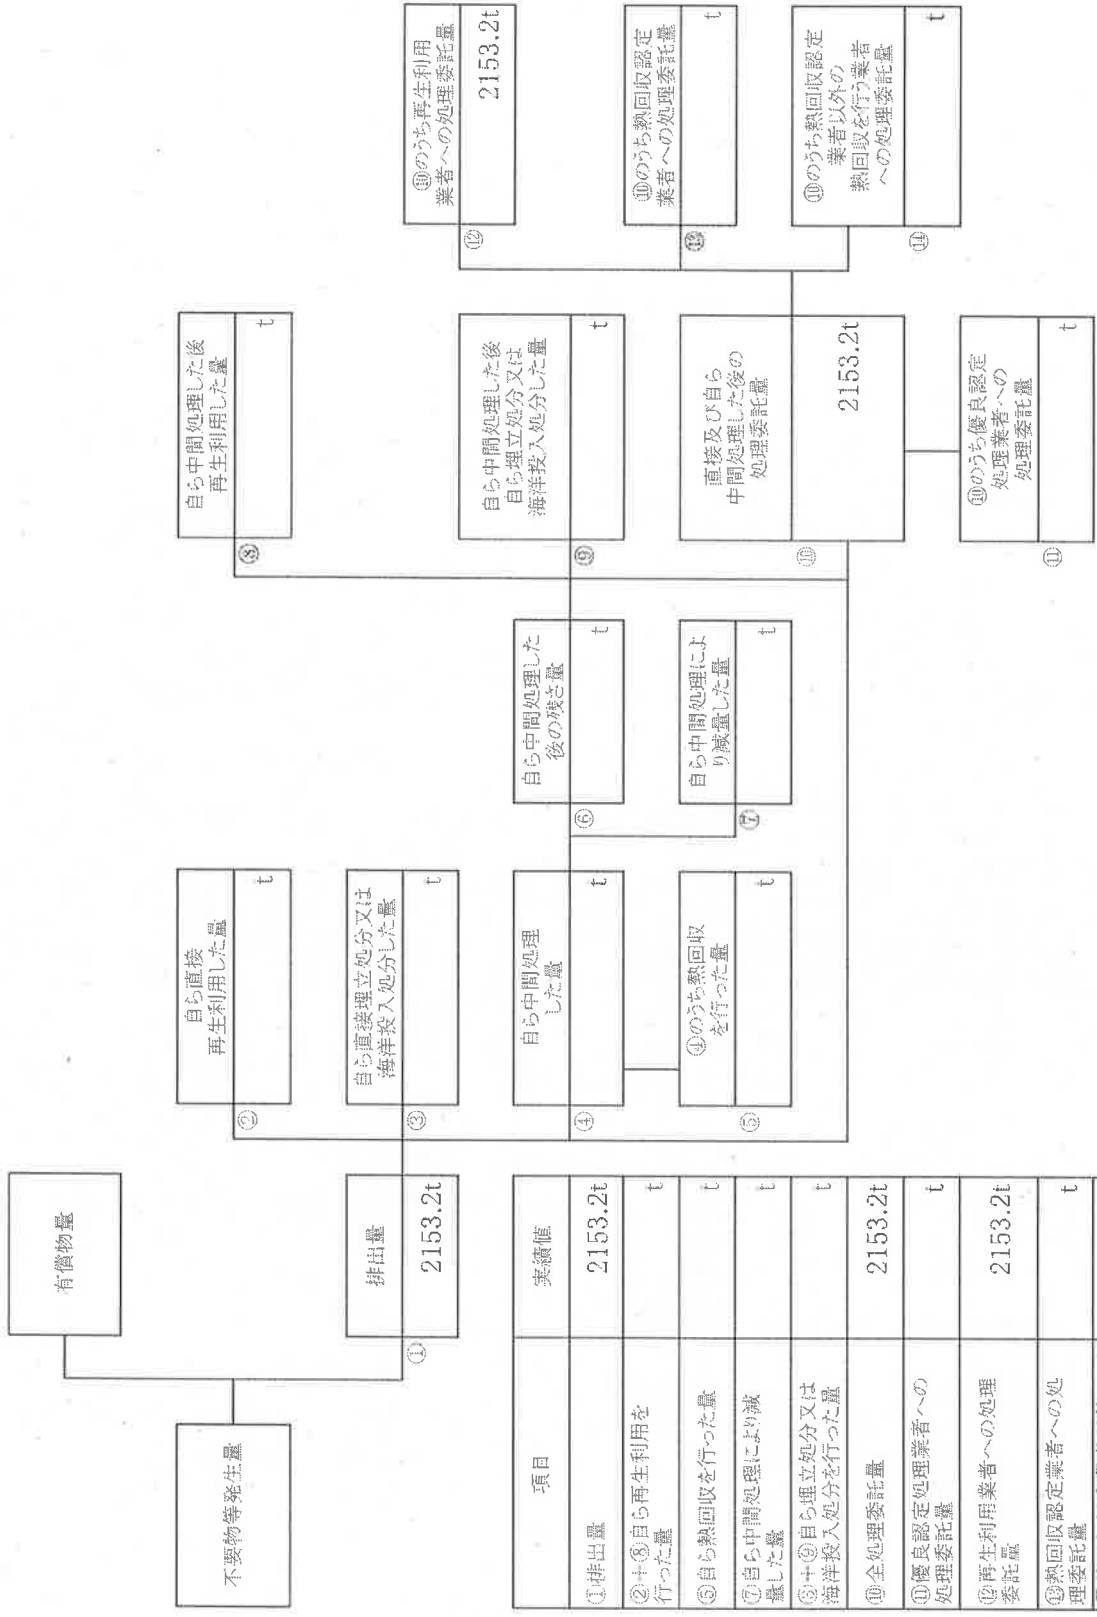 不要物等発生量
有償物量
①
排出量
2153.2t
②
自ら直接
再生利用した量
t
③
自ら直接埋立処分又は
海洋投入処分した量
t
④
自ら中間処理
した量
t
⑤
④のうち熱回収
を行った量
t
⑥
自ら中間処理した
後の残さ量
t
⑦
自ら中間処理によ
り減量した量
t
⑧
自ら中間処理した後
再生利用した量
t
⑨
自ら中間処理した後
自ら埋立処分又は
海洋投入処分した量
t
⑩
直接及び自ら
中間処理した後の
処理委託量
2153.2t
⑪
⑩のうち優良認定
処理業者への
処理委託量
t
⑫
⑩のうち再生利用
業者への処理委託量
2153.2t
⑬
⑩のうち熱回収認定
業者への処理委託量
t
⑭
⑩のうち熱回収認定
業者以外の
熱回収を行う業者
への処理委託量
t
項目
実績値
①排出量
2153.2t
②+⑧自ら再生利用を
行った量
t
⑤自ら熱回収を行った量
t
⑦自ら中間処理により減
量した量
t
③+⑨自ら埋立処分又は
海洋投入処分を行った量
t
⑩全処理委託量
2153.2t
⑪優良認定処理業者への
処理委託量
t
⑫再生利用業者への処理
委託量
2153.2t
⑬熱回収認定業者への処
理委託量
t